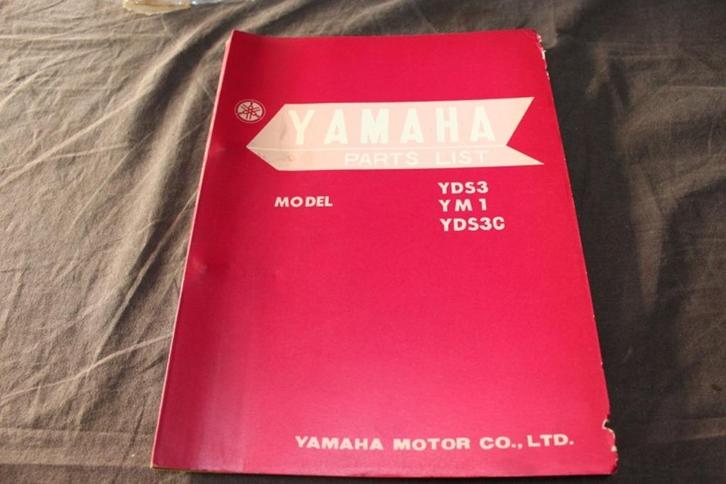 YAMAHA
PARTS LIST
MODEL YDS3
YM1
YDS3C
YAMAHA MOTOR CO., LTD.